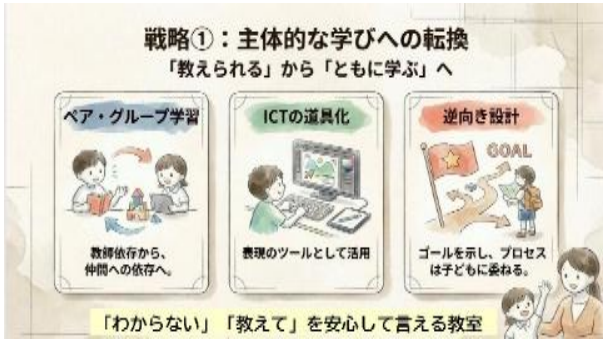 戦略①：主体的な学びへの転換
「教えられる」から「ともに学ぶ」へ
ペア・グループ学習
教師依存から、
仲間への依存へ。
ICTの道具化
表現のツールとして活用
逆向き設計
GOAL
ゴールを示し、プロセス
は子どもに委ねる。
「わからない」「教えて」を安心して言える教室